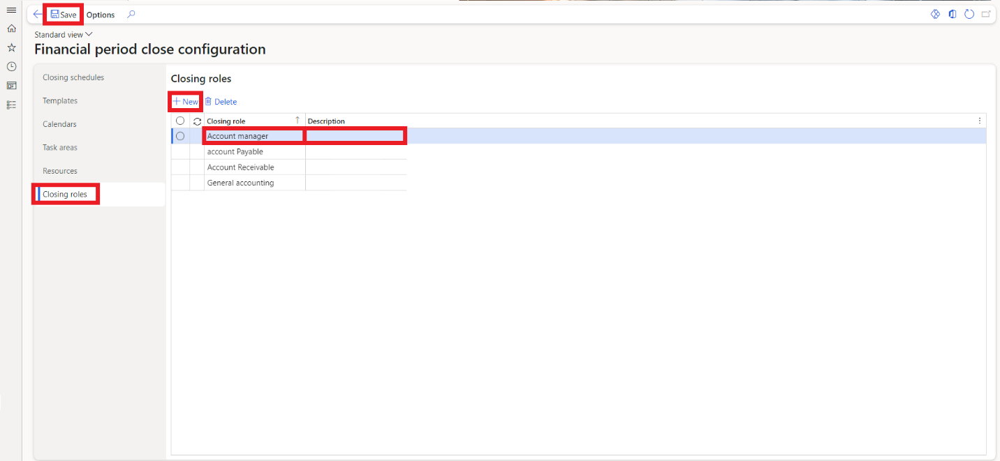 Save Options
Standard view
Financial period close configuration
Closing schedules
Templates
Calendars
Task areas
Resources
Closing roles
Closing roles
New Delete
Closing role Description
Account manager
account Payable
Account Receivable
General accounting